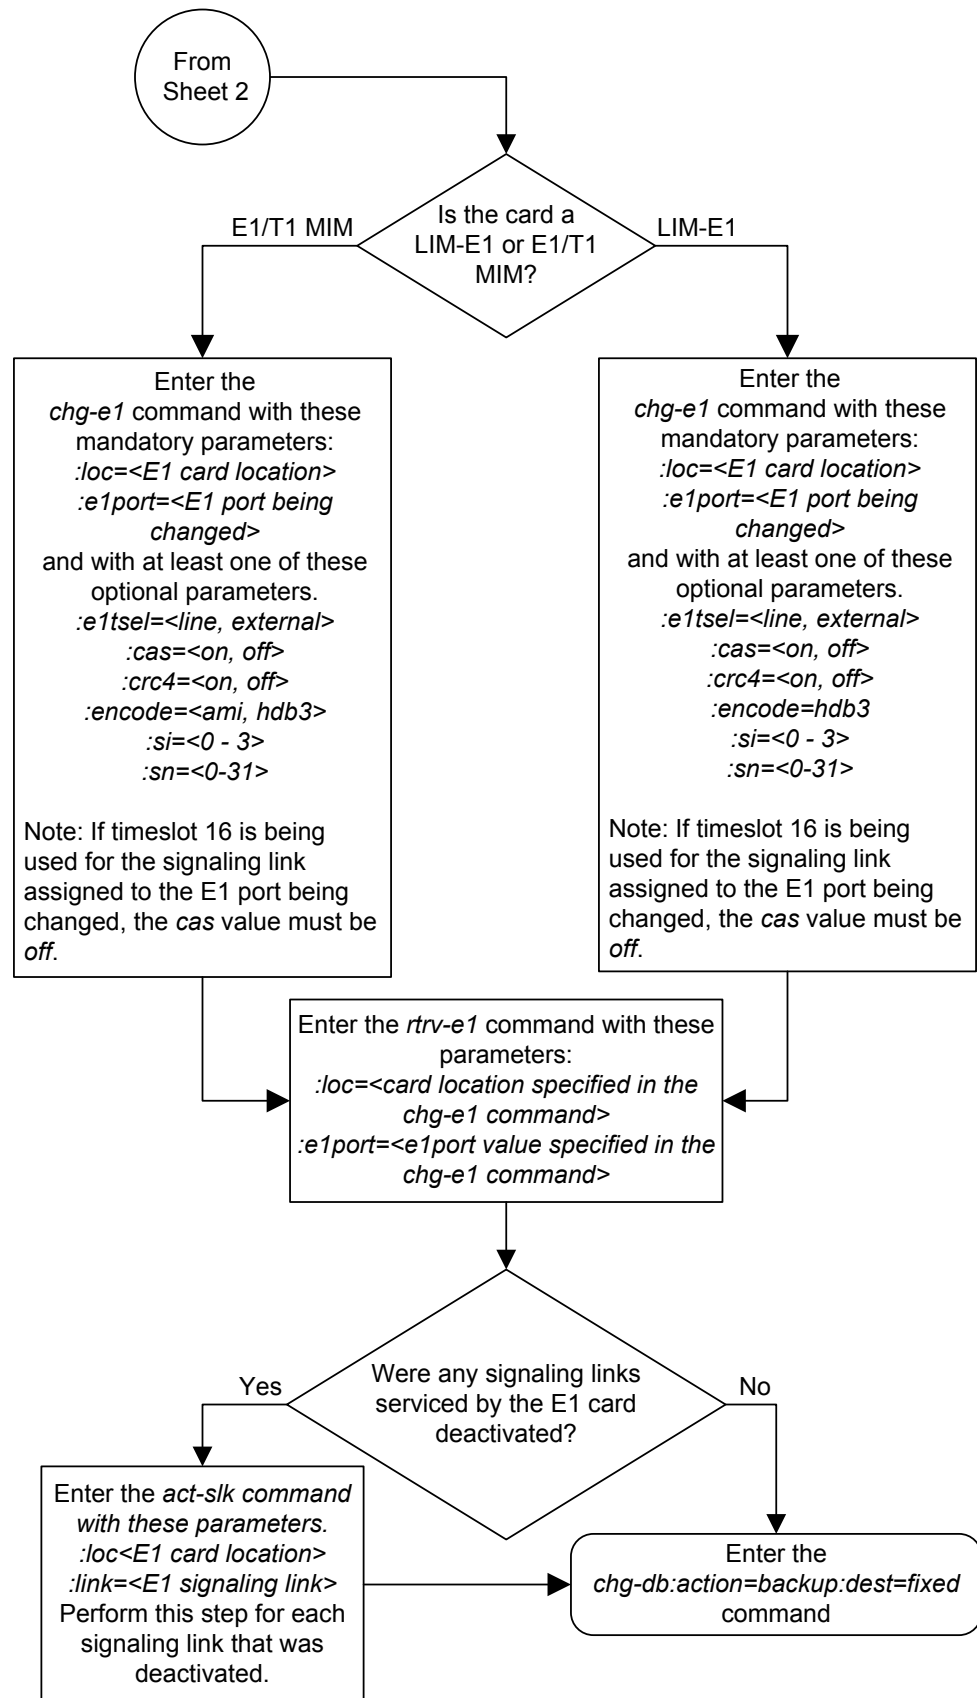 From
Sheet 2
Is the card a
LIM-E1 or E1/T1
MIM?
E1/T1 MIM
LIM-E1
Enter the
chg-e1 command with these
mandatory parameters:
:loc=<E1 card location>
:e1port=<E1 port being
changed>
and with at least one of these
optional parameters.
:e1tsel=<line, external>
:cas=<on, off>
:crc4=<on, off>
:encode=<ami, hdb3>
:si=<0 - 3>
:sn=<0-31>
Note: If timeslot 16 is being
used for the signaling link
assigned to the E1 port being
changed, the cas value must be
off.
Enter the
chg-e1 command with these
mandatory parameters:
:loc=<E1 card location>
:e1port=<E1 port being
changed>
and with at least one of these
optional parameters.
:e1tsel=<line, external>
:cas=<on, off>
:crc4=<on, off>
:encode=hdb3
:si=<0 - 3>
:sn=<0-31>
Note: If timeslot 16 is being
used for the signaling link
assigned to the E1 port being
changed, the cas value must be
off.
Enter the rtrv-e1 command with these
parameters:
:loc=<card location specified in the
chg-e1 command>
:e1port=<e1port value specified in the
chg-e1 command>
Were any signaling links
serviced by the E1 card
deactivated?
Yes
No
Enter the act-slk command
with these parameters.
:loc<E1 card location>
:link=<E1 signaling link>
Perform this step for each
signaling link that was
deactivated.
Enter the
chg-db:action=backup:dest=fixed
command